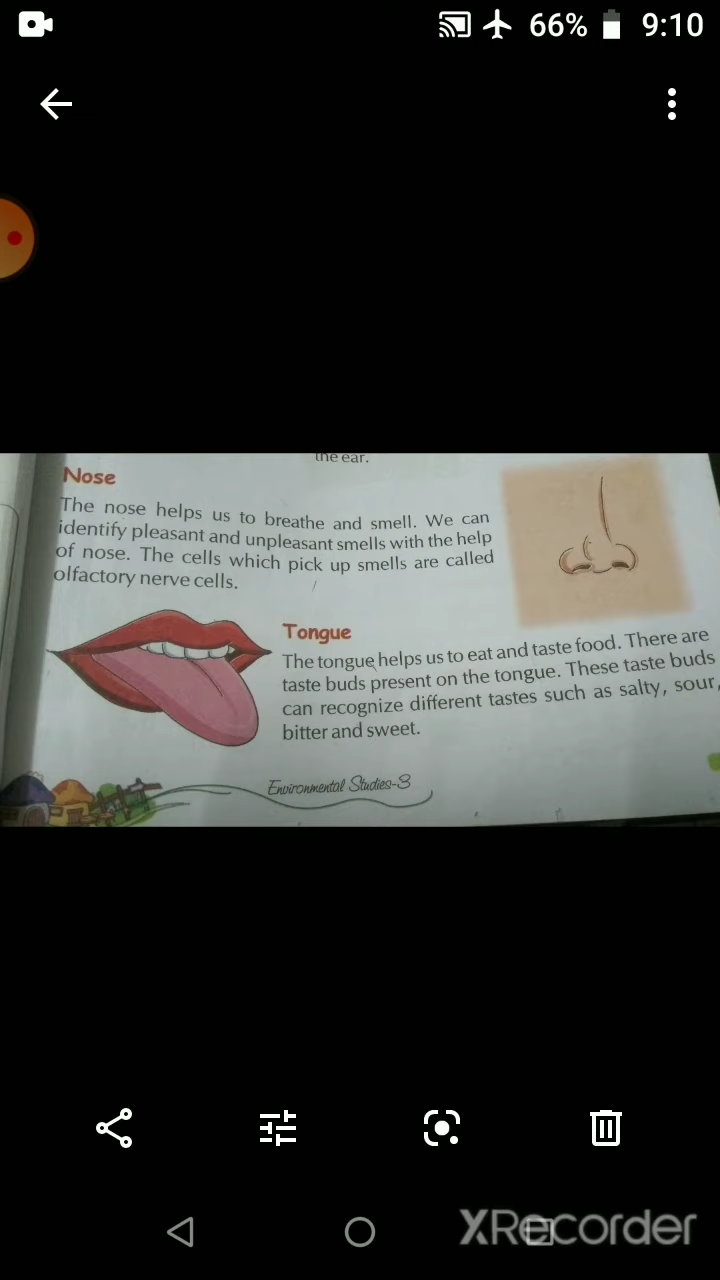 66% 9:10
the ear.
Nose
The nose helps us to breathe and smell. We can
identify pleasant and unpleasant smells with the help
of nose. The cells which pick up smells are called
olfactory nerve cells.
Tongue
The tongue helps us to eat and taste food. There are
taste buds present on the tongue. These taste buds
can recognize different tastes such as salty, sour,
bitter and sweet.
Environmental Studies-3
XRecorder